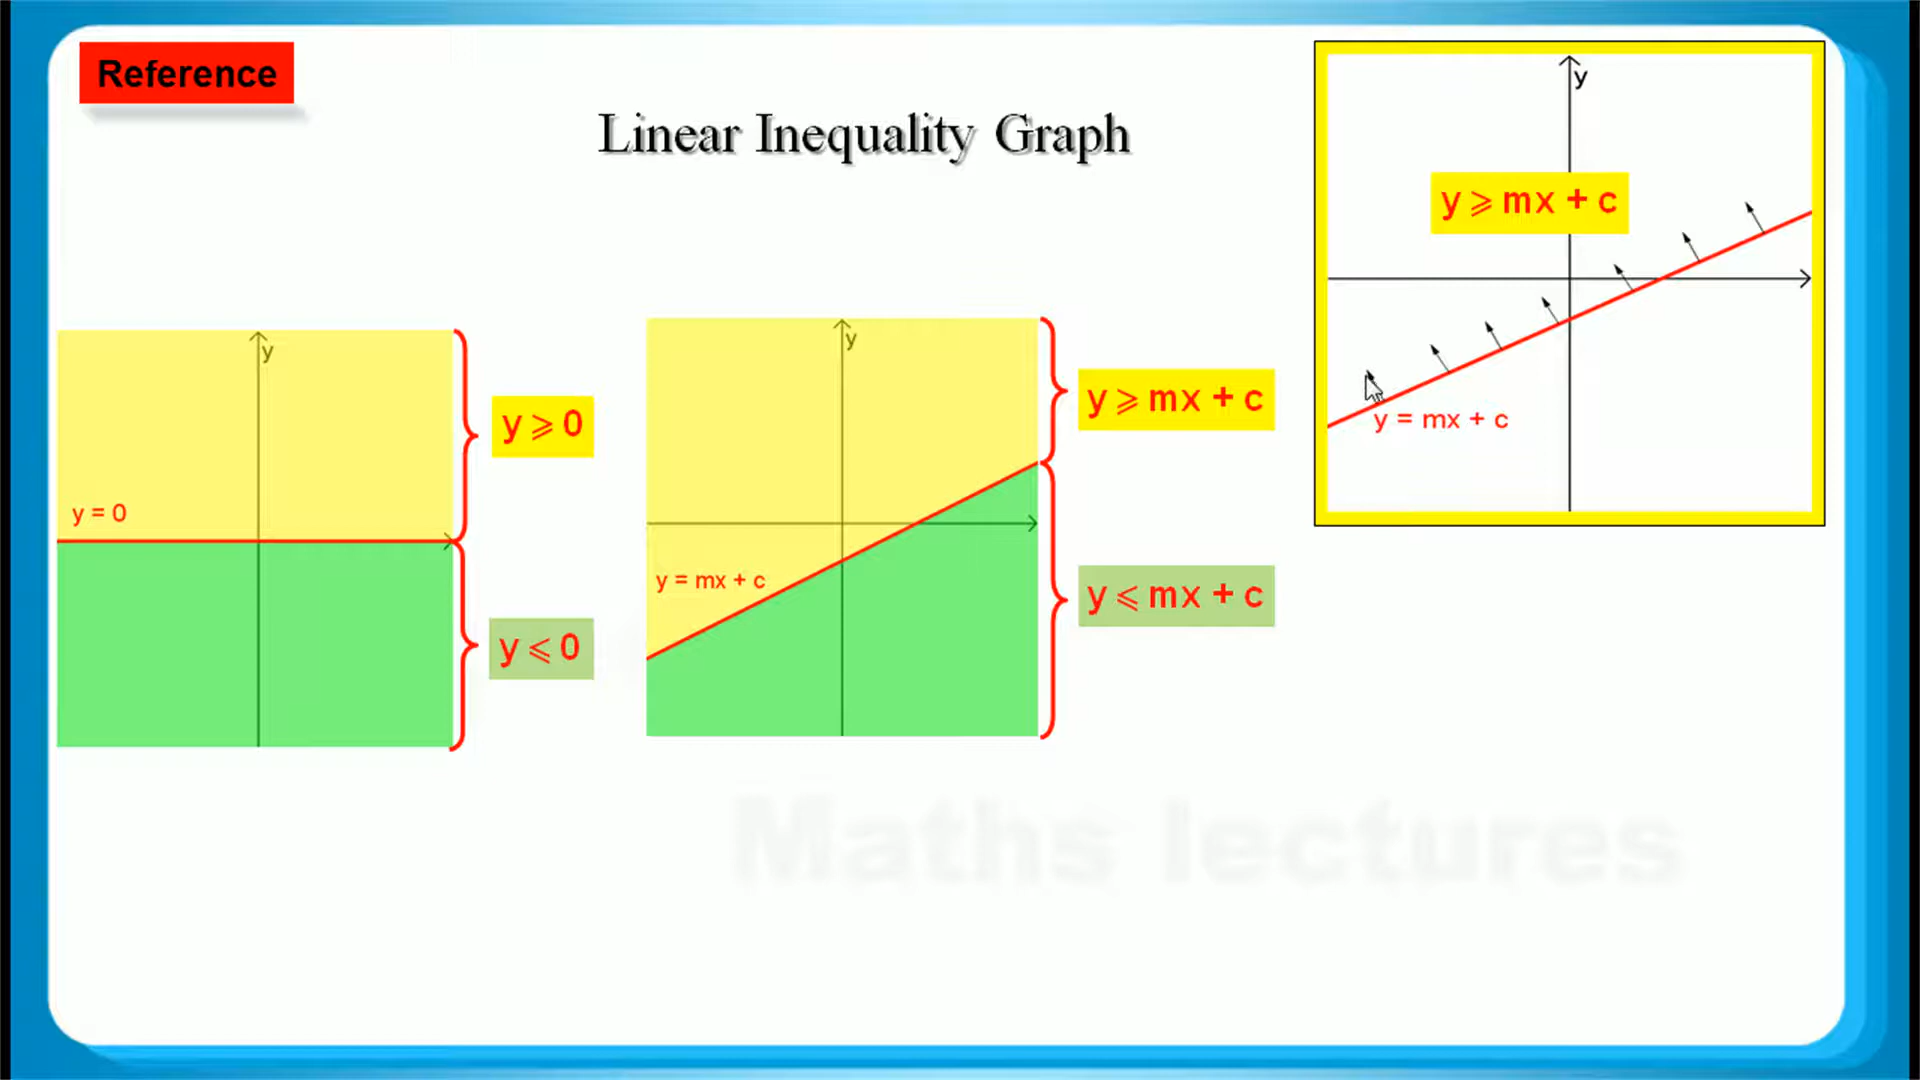 Reference
Linear Inequality Graph
y
y ⩾ mx + c
y = mx + c
y
y = 0
y ⩾ 0
y ⩽ 0
y
y = mx + c
y ⩾ mx + c
y ⩽ mx + c
Maths lectures